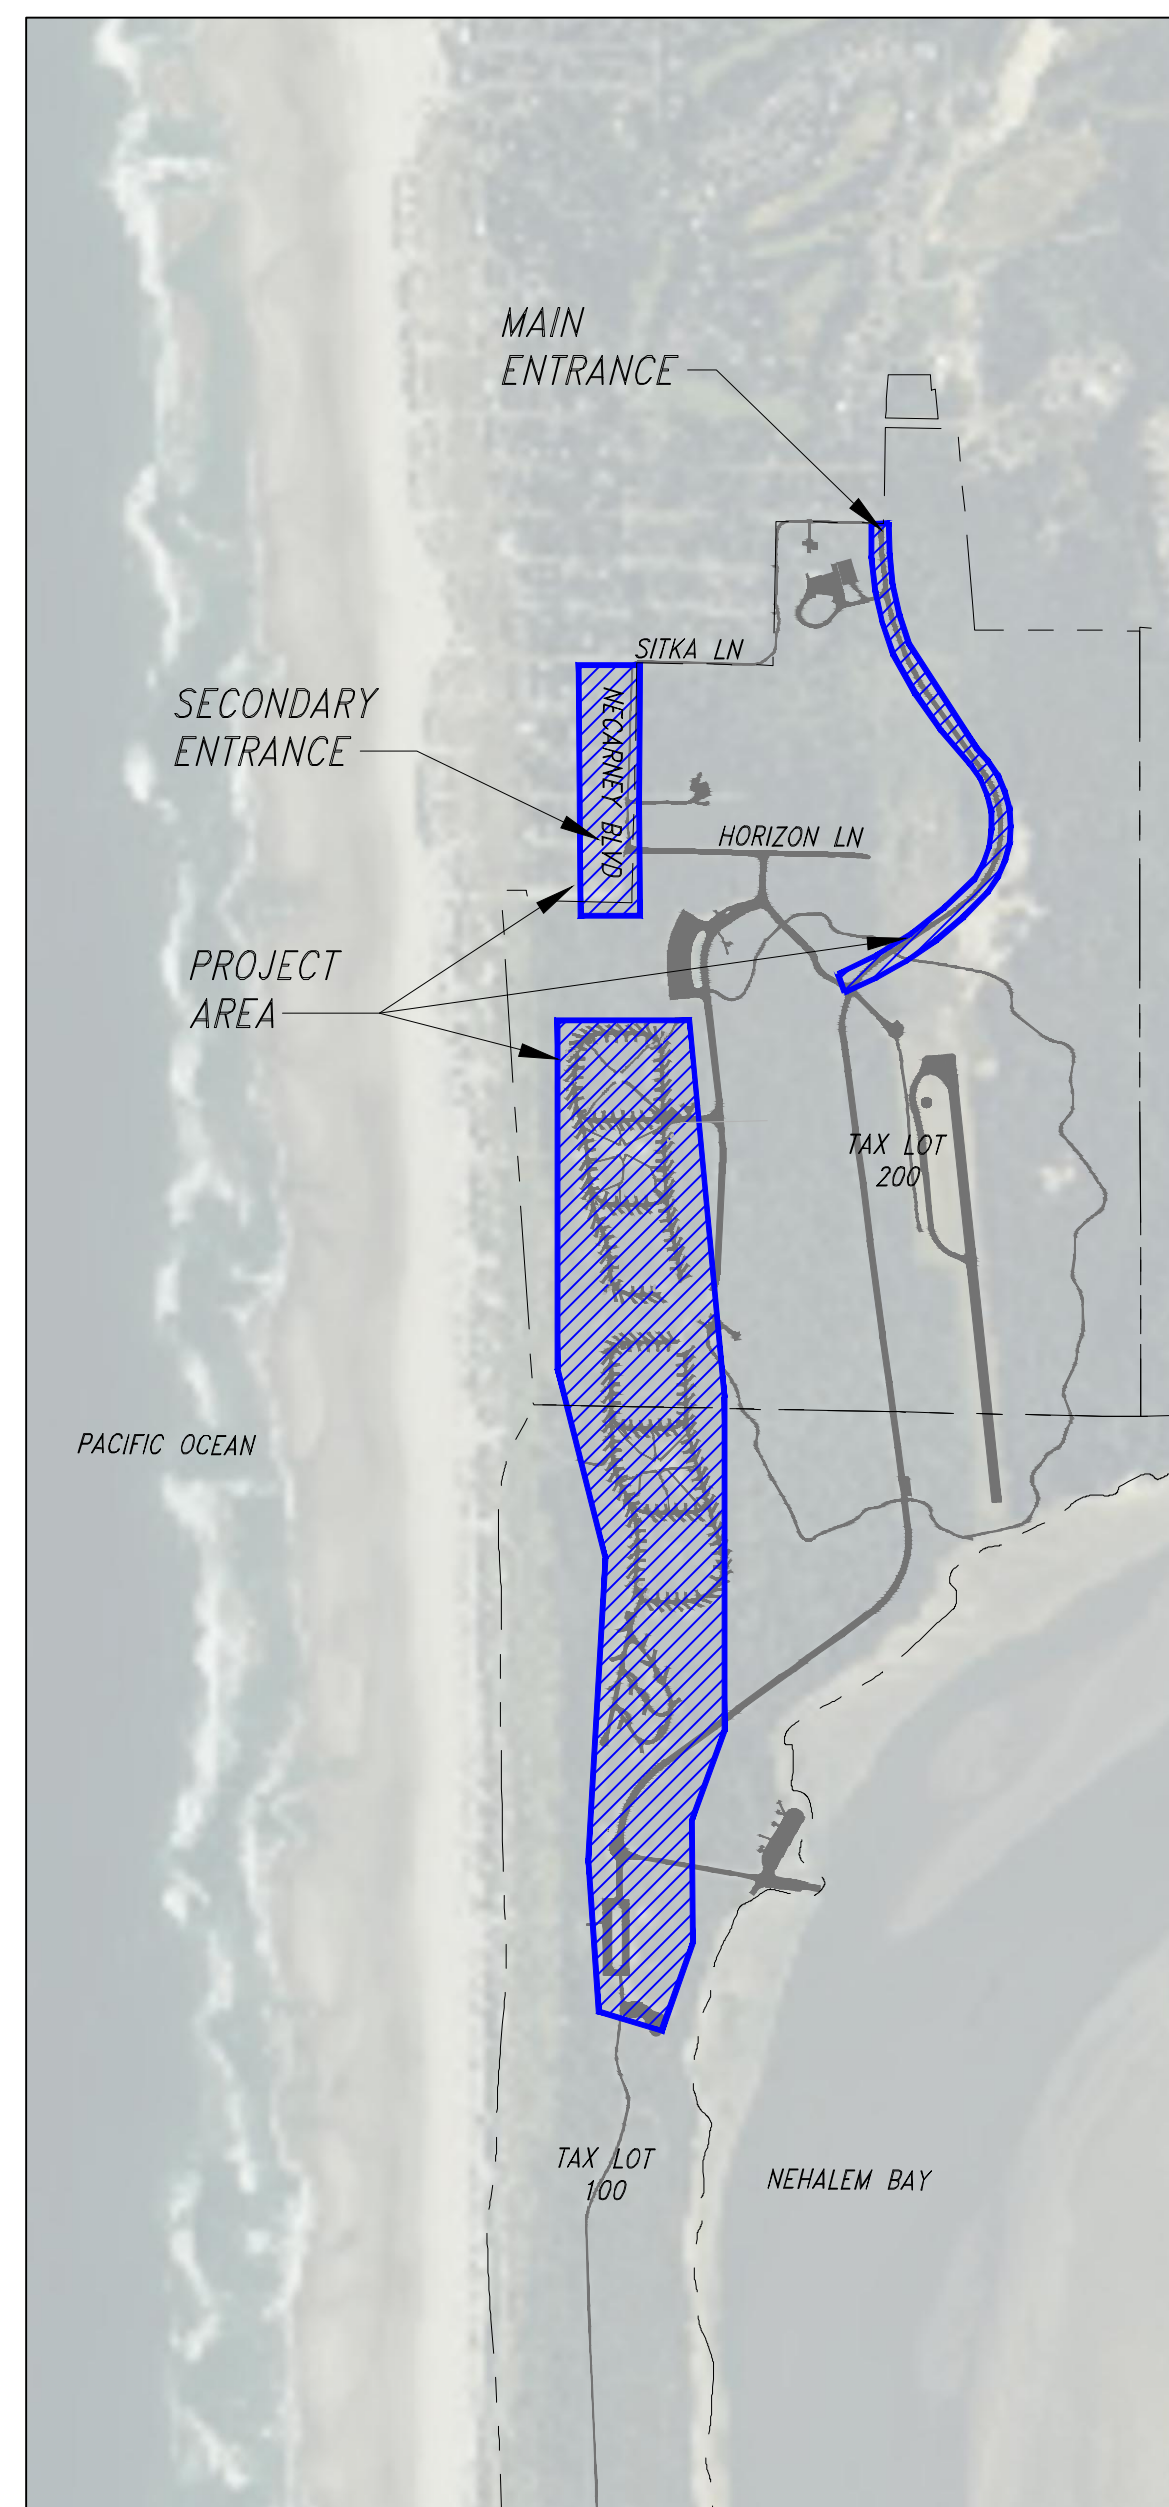 MAIN
ENTRANCE
SITKA LN
SECONDARY
ENTRANCE
NECARNEY BLVD
HORIZON LN
PROJECT
AREA
TAX LOT
200
PACIFIC OCEAN
TAX LOT
100
NEHALEM BAY